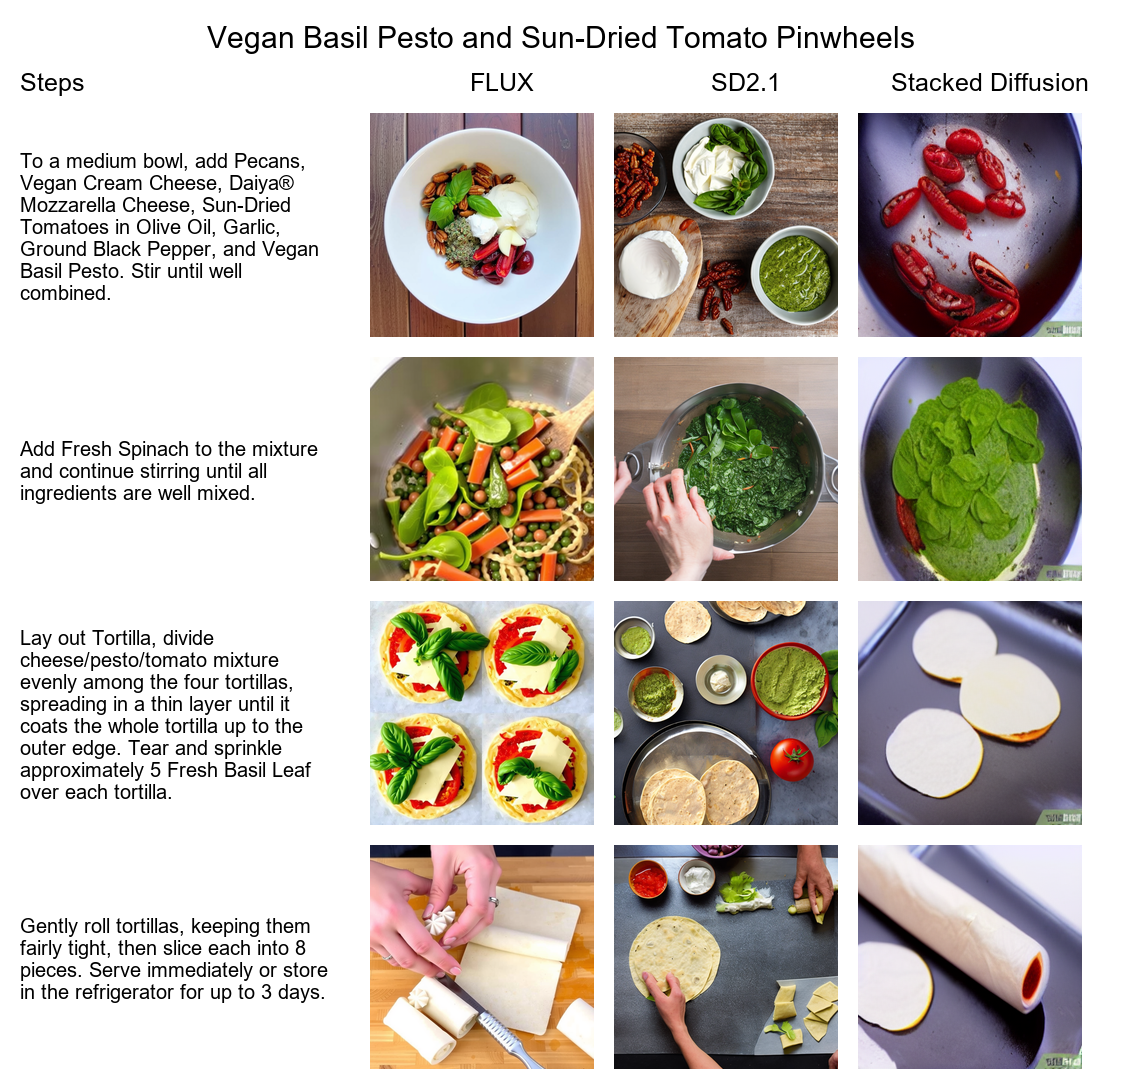 Vegan Basil Pesto and Sun-Dried Tomato Pinwheels
Steps FLUX SD2.1 Stacked Diffusion
To a medium bowl, add Pecans,
Vegan Cream Cheese, Daiya®
Mozzarella Cheese, Sun-Dried
Tomatoes in Olive Oil, Garlic,
Ground Black Pepper, and Vegan
Basil Pesto. Stir until well
combined.
Add Fresh Spinach to the mixture
and continue stirring until all
ingredients are well mixed.
Lay out Tortilla, divide
cheese/pesto/tomato mixture
evenly among the four tortillas,
spreading in a thin layer until it
coats the whole tortilla up to the
outer edge. Tear and sprinkle
approximately 5 Fresh Basil Leaf
over each tortilla.
Gently roll tortillas, keeping them
fairly tight, then slice each into 8
pieces. Serve immediately or store
in the refrigerator for up to 3 days.